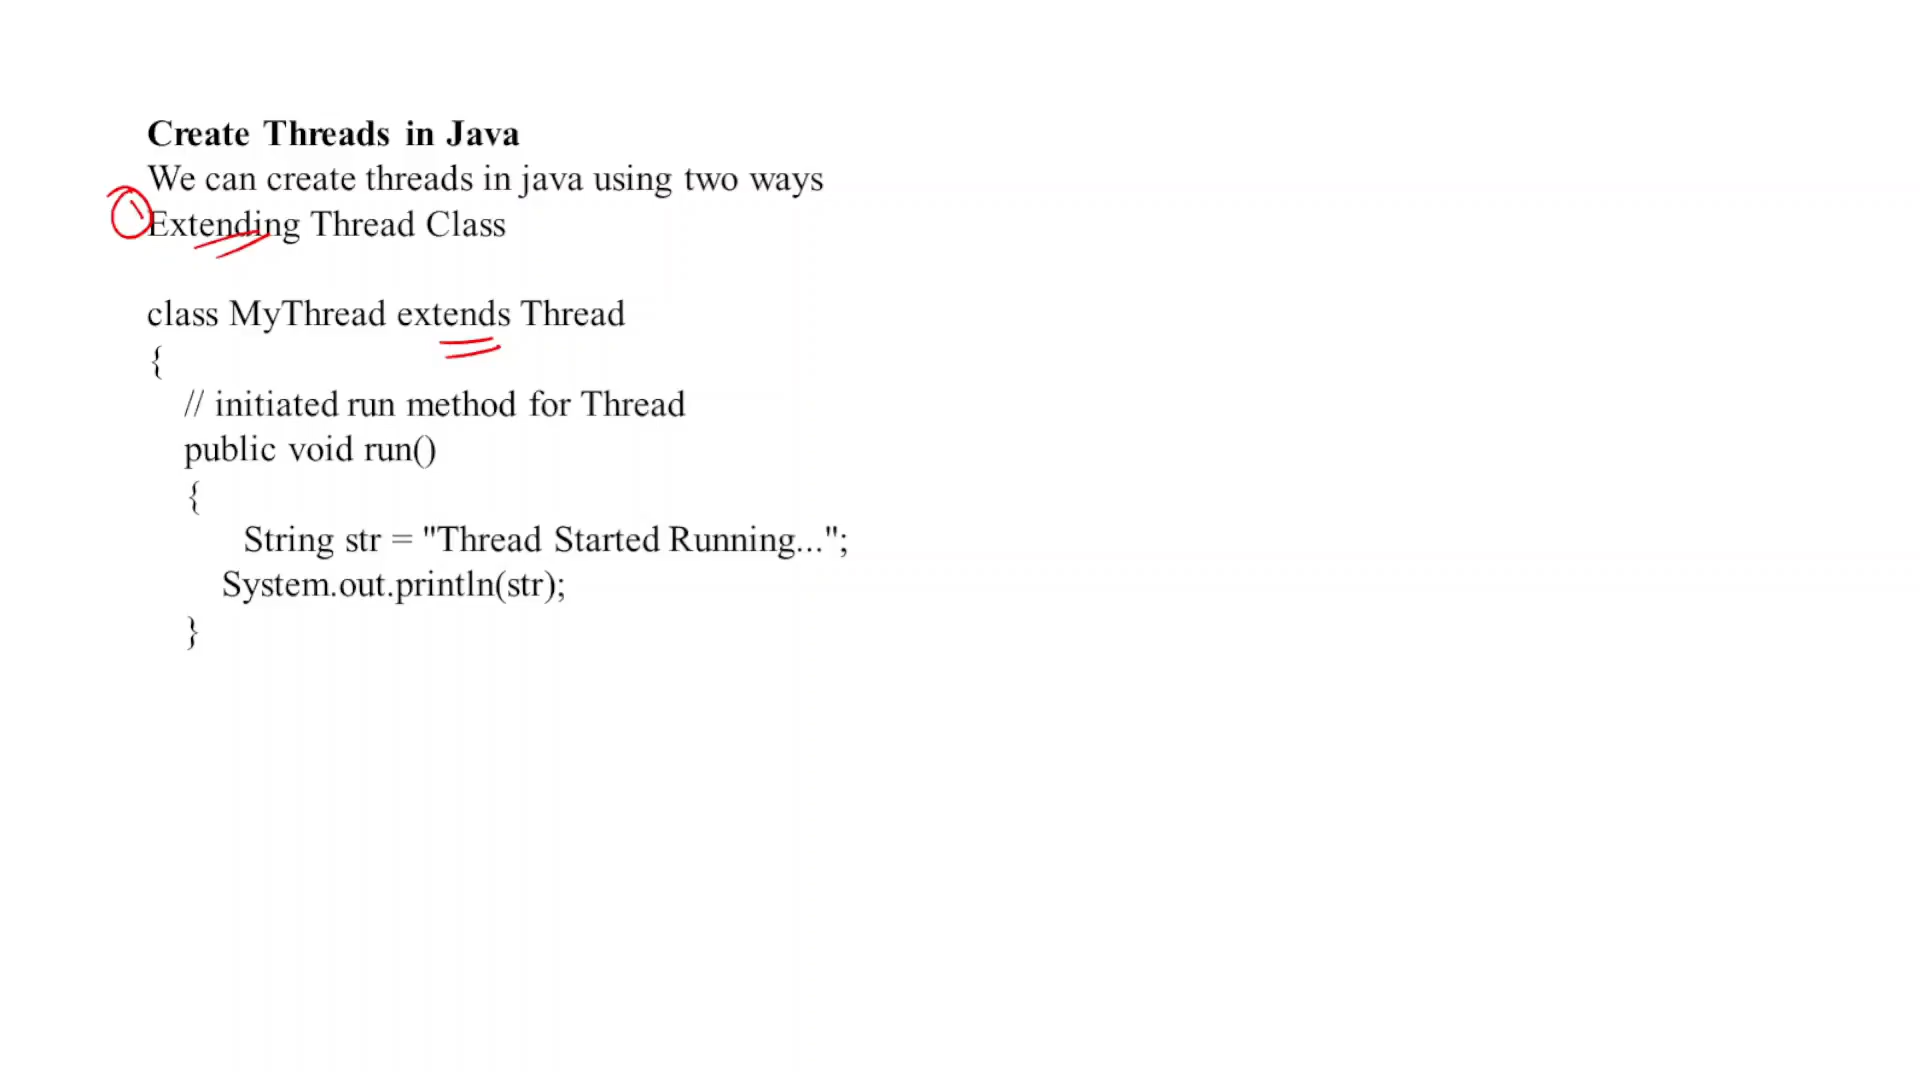 Create Threads in Java
We can create threads in java using two ways
① Extending Thread Class
class MyThread extends Thread
{
// initiated run method for Thread
public void run()
{
String str = "Thread Started Running...";
System.out.println(str);
}